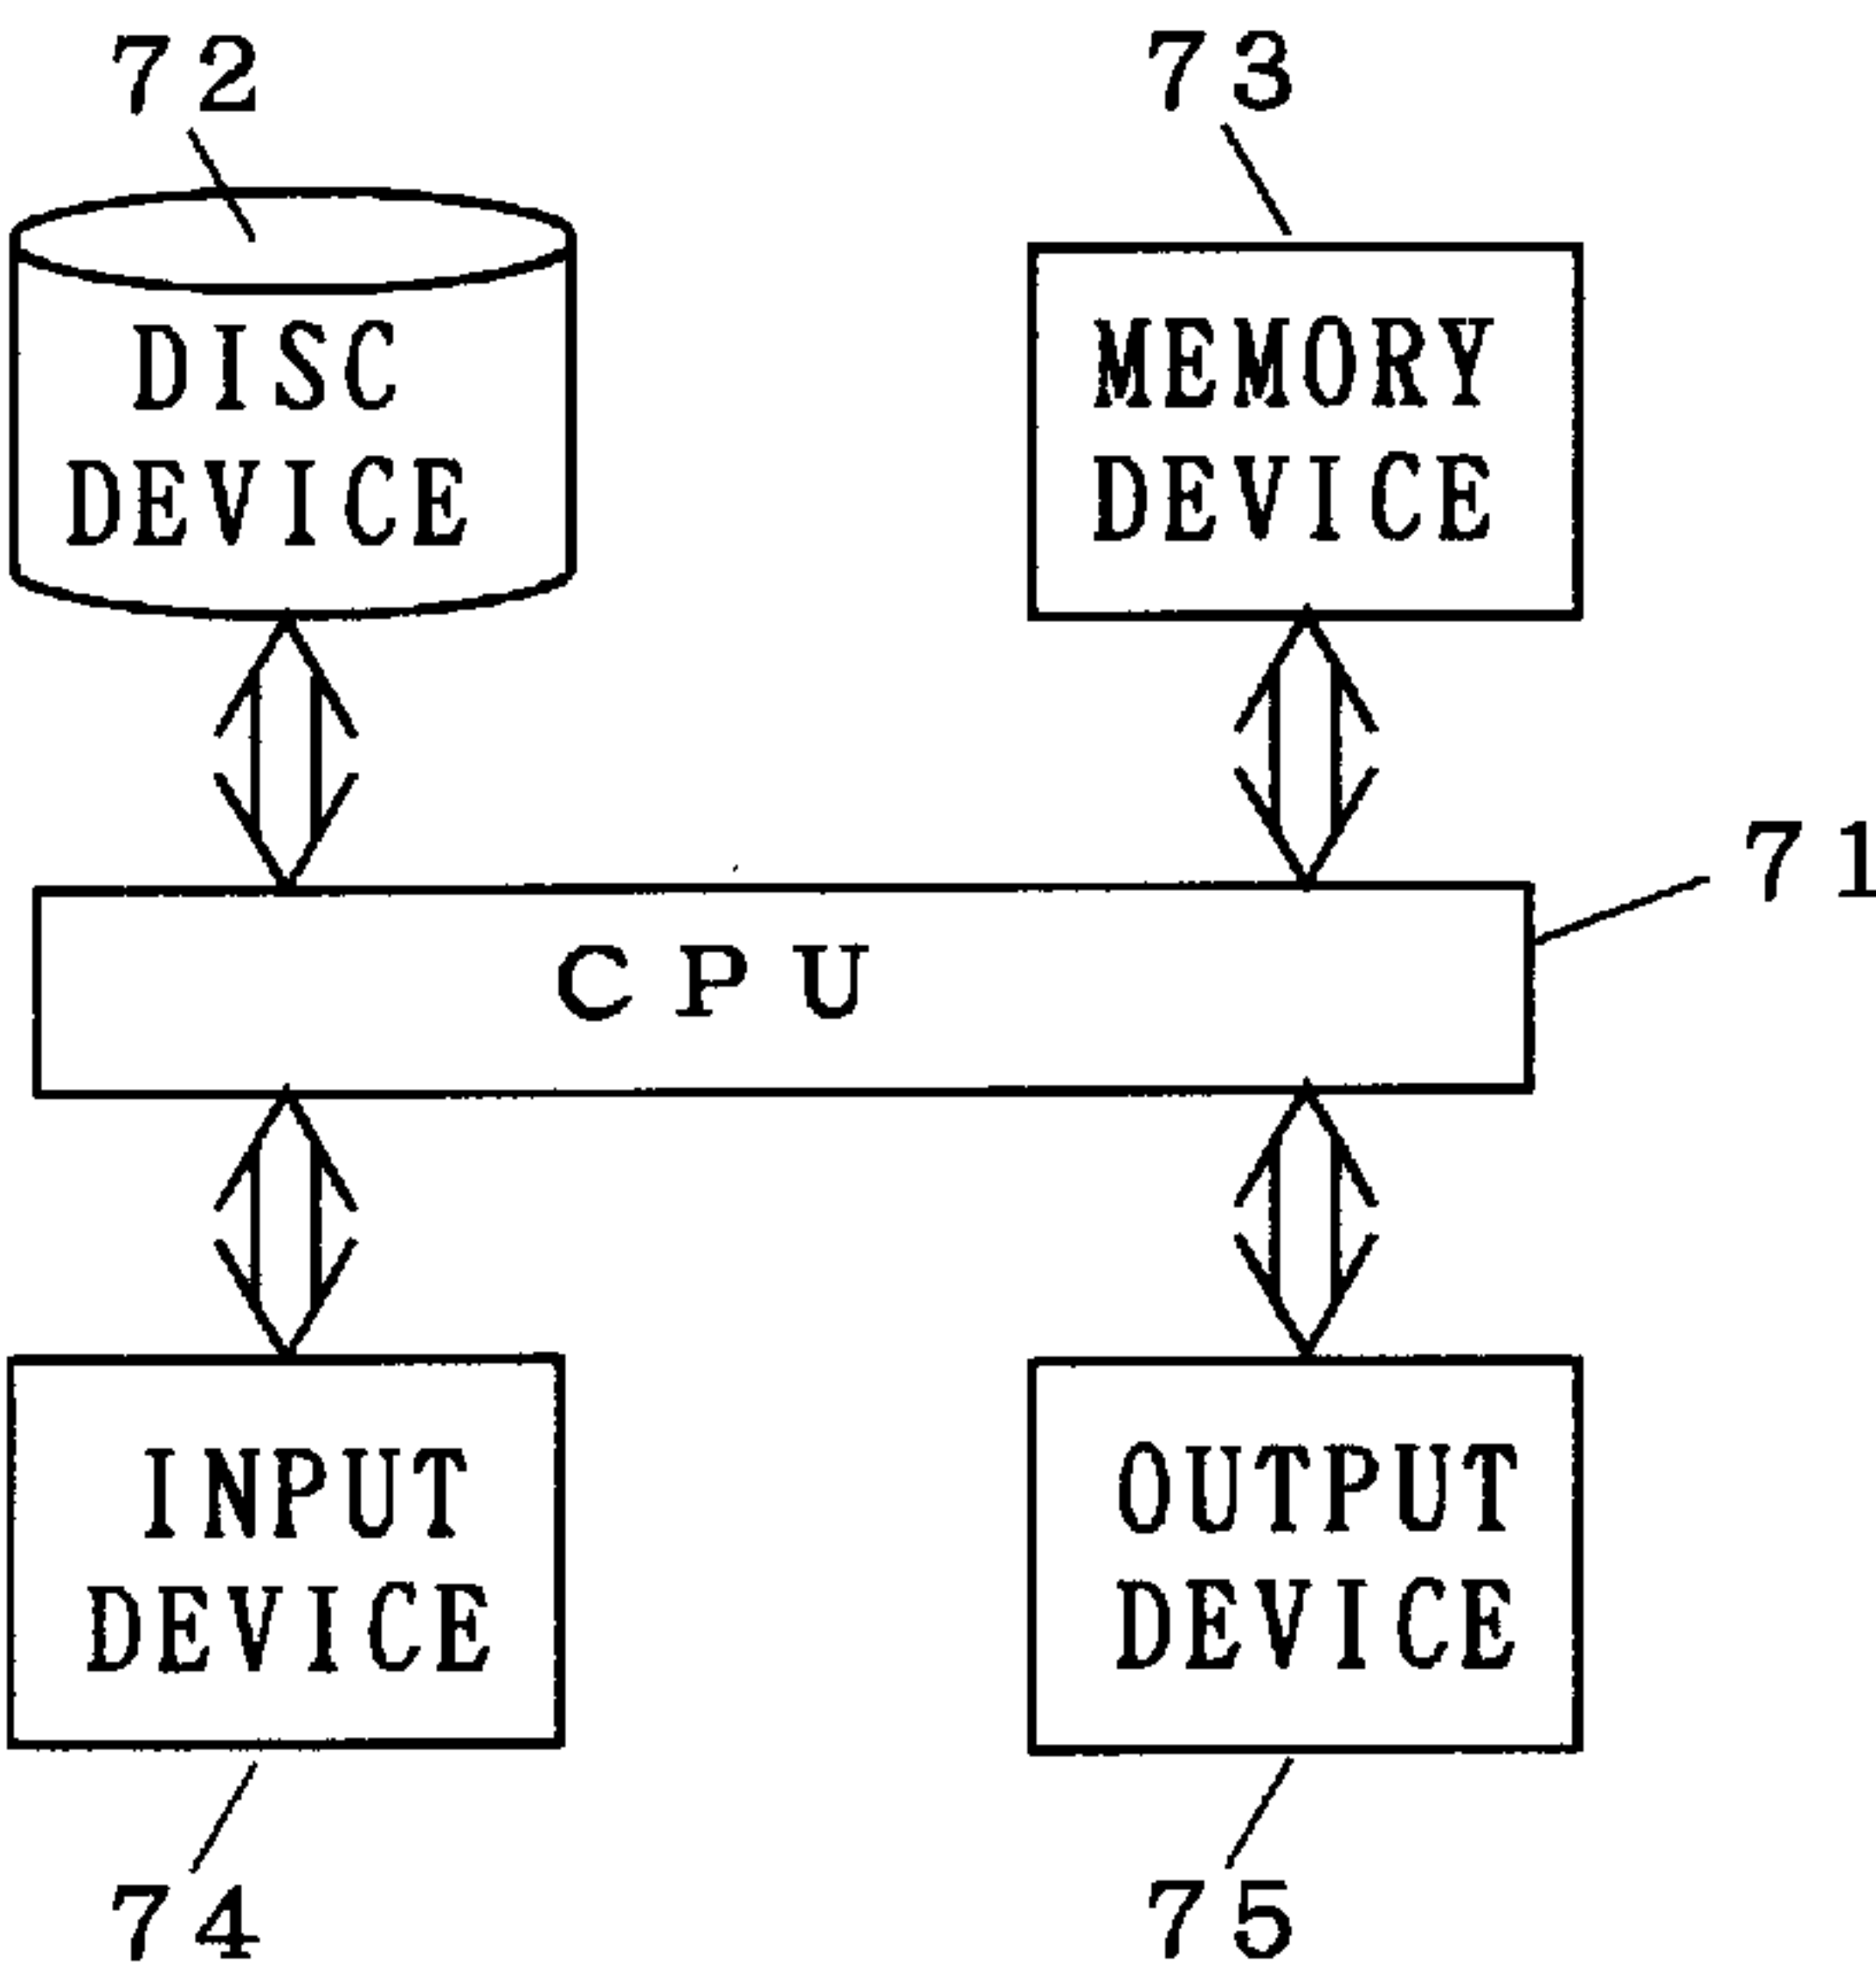 72
73
DISC
DEVICE
MEMORY
DEVICE
71
CPU
INPUT
DEVICE
OUTPUT
DEVICE
74
75